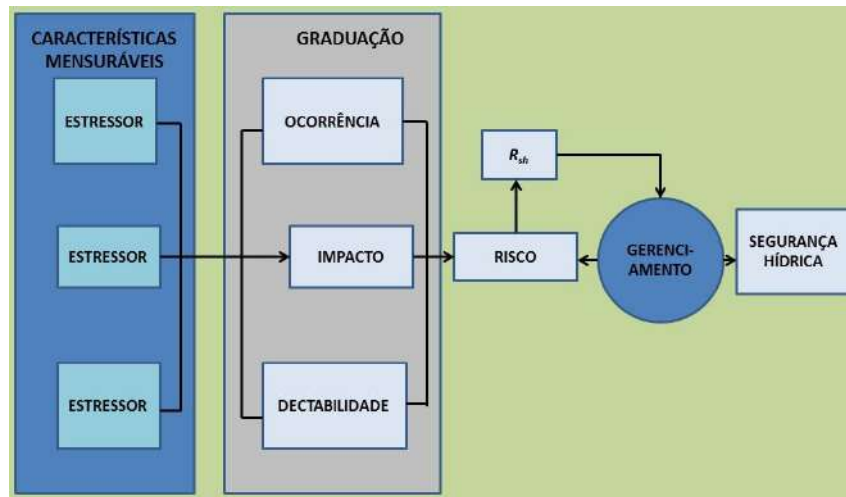 CARACTERÍSTICAS
MENSURÁVEIS
ESTRESSOR
ESTRESSOR
ESTRESSOR
GRADUAÇÃO
OCORRÊNCIA
IMPACTO
DECTABILIDADE
R_sh
RISCO
GERENCI-
AMENTO
SEGURANÇA
HÍDRICA